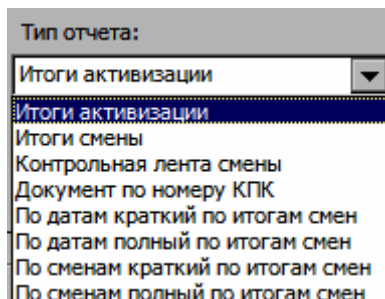 Тип отчета:
Итоги активизации
Итоги активизации
Итоги смены
Контрольная лента смены
Документ по номеру КПК
По датам краткий по итогам смен
По датам полный по итогам смен
По сменам краткий по итогам смен
По сменам полный по итогам смен